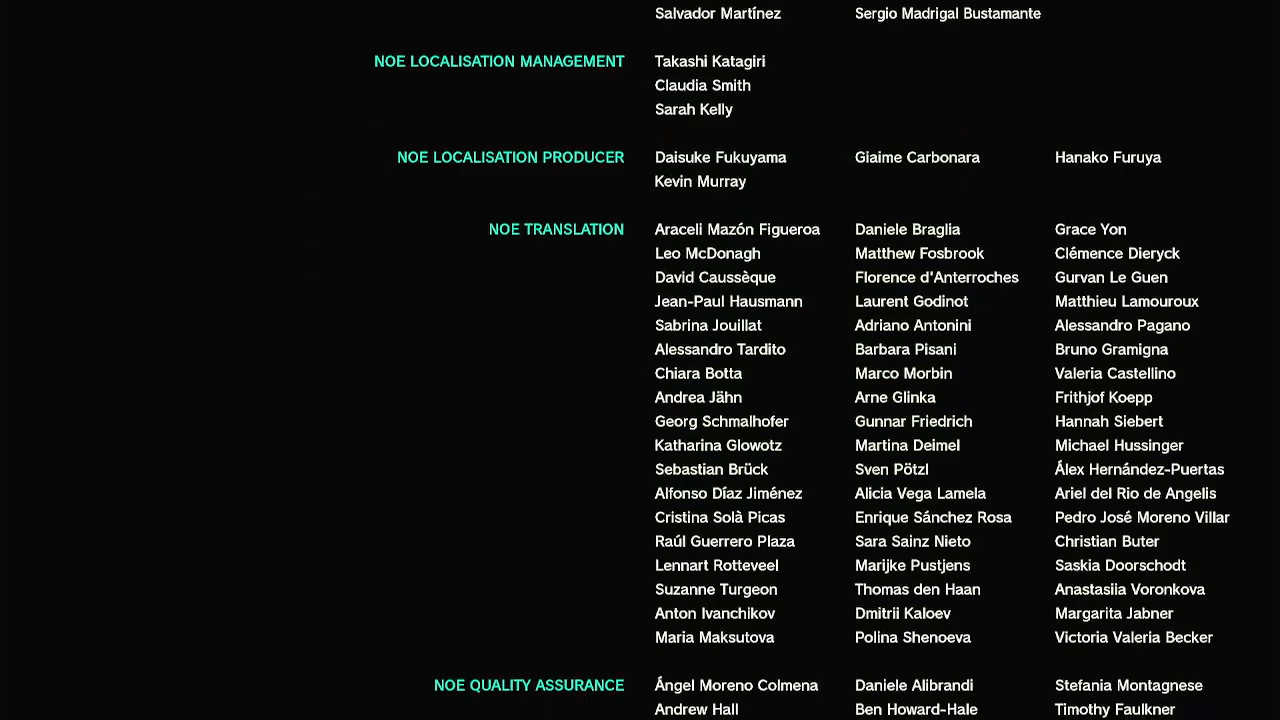 Salvador Martínez Sergio Madrigal Bustamante
NOE LOCALISATION MANAGEMENT Takashi Katagiri
Claudia Smith
Sarah Kelly
NOE LOCALISATION PRODUCER Daisuke Fukuyama Giaime Carbonara Hanako Furuya
Kevin Murray
NOE TRANSLATION Araceli Mazón Figueroa Daniele Braglia Grace Yon
Leo McDonagh Matthew Fosbrook Clémence Dieryck
David Caussèque Florence d'Anterroches Gurvan Le Guen
Jean-Paul Hausmann Laurent Godinot Matthieu Lamouroux
Sabrina Jouillat Adriano Antonini Alessandro Pagano
Alessandro Tardito Barbara Pisani Bruno Gramigna
Chiara Botta Marco Morbin Valeria Castellino
Andrea Jähn Arne Glinka Frithjof Koepp
Georg Schmalhofer Gunnar Friedrich Hannah Siebert
Katharina Glowotz Martina Deimel Michael Hussinger
Sebastian Brück Sven Pötzl Álex Hernández-Puertas
Alfonso Díaz Jiménez Alicia Vega Lamela Ariel del Rio de Angelis
Cristina Solà Picas Enrique Sánchez Rosa Pedro José Moreno Villar
Raúl Guerrero Plaza Sara Sainz Nieto Christian Buter
Lennart Rotteveel Marijke Pustjens Saskia Doorschodt
Suzanne Turgeon Thomas den Haan Anastasiia Voronkova
Anton Ivanchikov Dmitrii Kaloev Margarita Jabner
Maria Maksutova Polina Shenoeva Victoria Valeria Becker
NOE QUALITY ASSURANCE Ángel Moreno Colmena Daniele Alibrandi Stefania Montagnese
Andrew Hall Ben Howard-Hale Timothy Faulkner